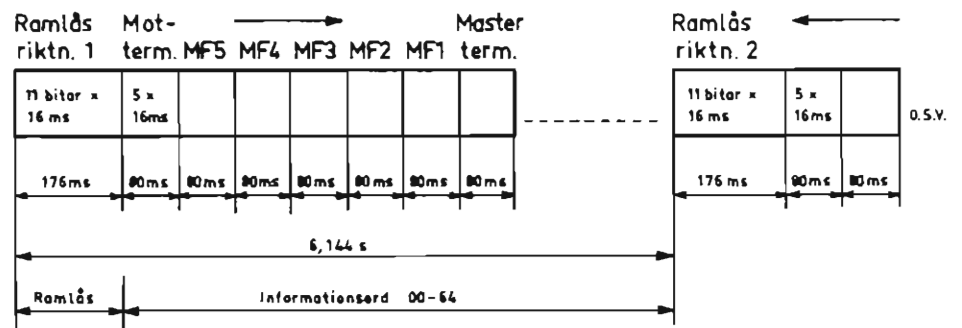 Ramlås Mot- Master Ramlås
riktn. 1 term. MF5 MF4 MF3 MF2 MF1 term. riktn. 2
11 bitar × 5 × 11 bitar × 5 ×
16 ms 16ms 16 ms 16ms O.S.V.
176ms 80ms 80ms 80ms 80ms 80ms 80ms 80ms 176 ms 80ms 80ms
6,144 s
Ramlås Informationsord 00-64